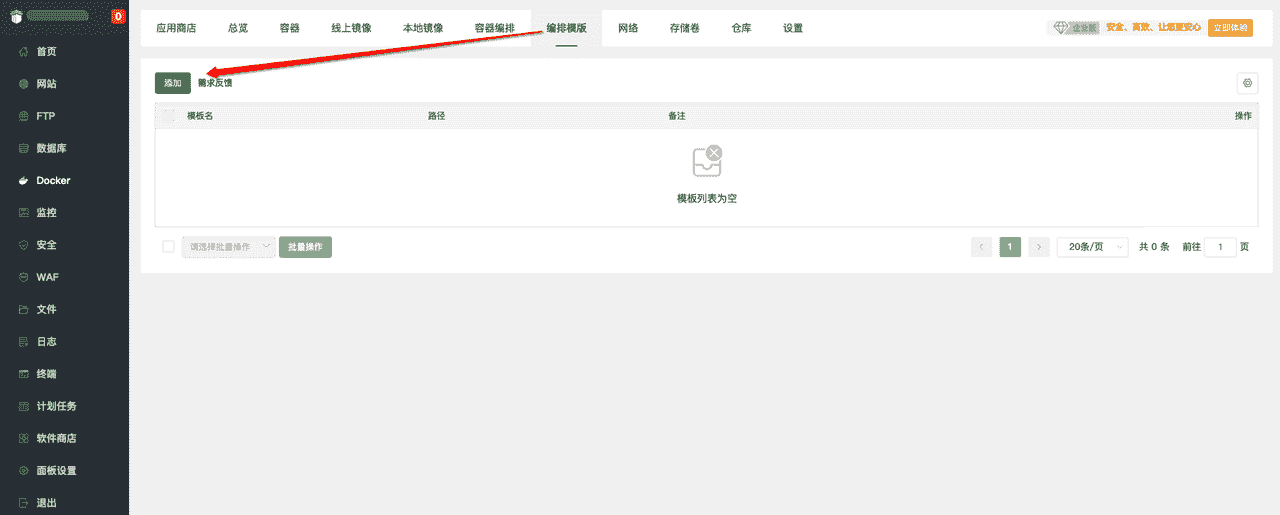 0
首页
网站
FTP
数据库
Docker
监控
安全
WAF
文件
日志
终端
计划任务
软件商店
面板设置
退出
应用商店 总览 容器 线上镜像 本地镜像 容器编排 编排模版 网络 存储卷 仓库 设置
企业版 安全、高效、让您更安心 立即体验
添加 需求反馈
模板名 路径 备注 操作
模板列表为空
请选择批量操作 批量操作
1 20条/页 共 0 条 前往 1 页